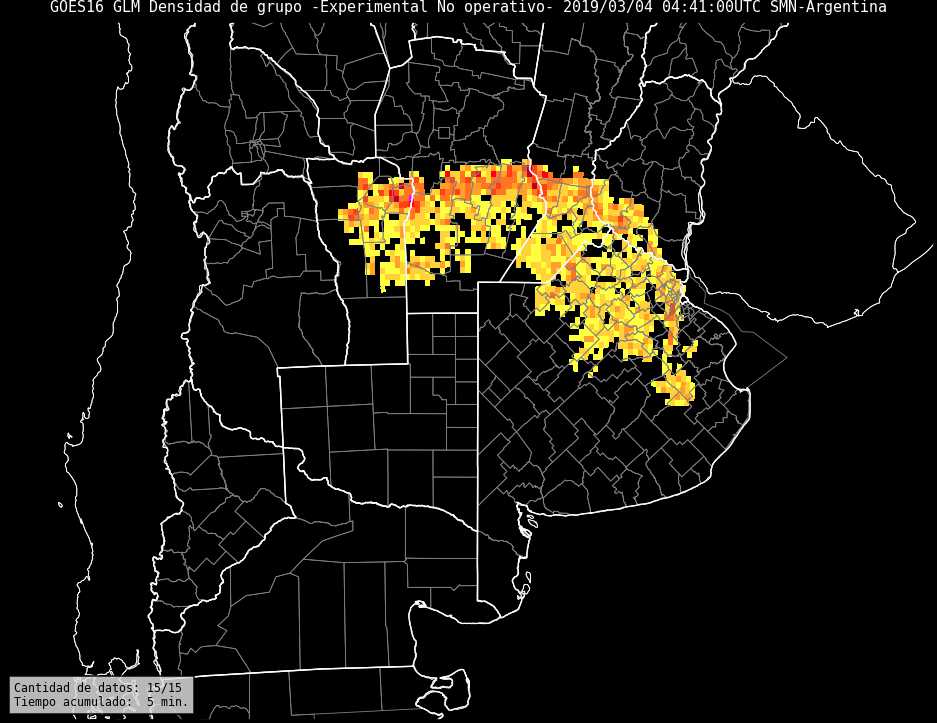 GOES16 GLM Densidad de grupo -Experimental No operativo- 2019/03/04 04:41:00UTC SMN-Argentina
Cantidad de datos: 15/15
Tiempo acumulado:  5 min.